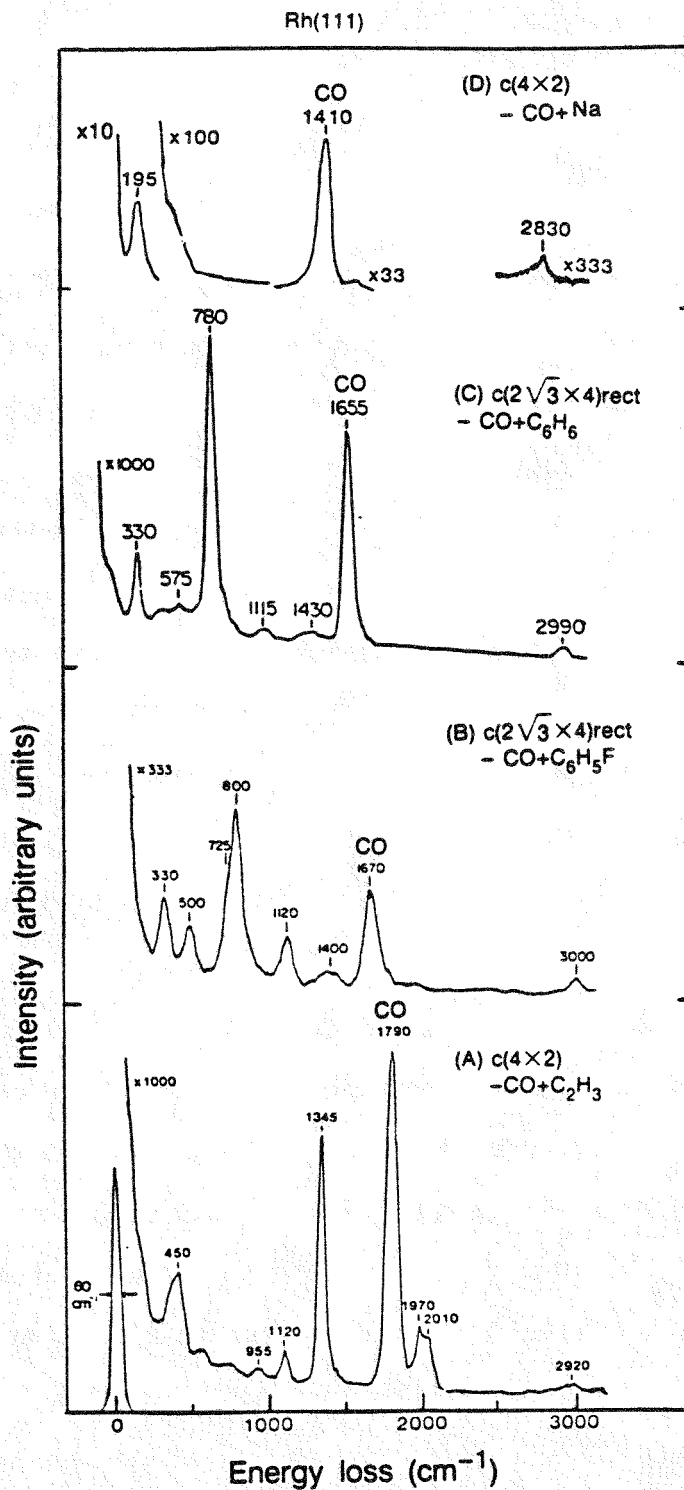 Rh(111)
(D) c(4×2)
– CO+Na
CO
1410
x10
x100
195
2830
x33
x333
780
CO
1655
(C) c(2√3×4)rect
– CO+C₆H₆
x1000
330
575
1115
1430
2990
(B) c(2√3×4)rect
– CO+C₆H₅F
x333
800
725
CO
1670
330
500
1120
1400
3000
CO
1790
(A) c(4×2)
–CO+C₂H₃
x1000
1345
450
60
cm⁻¹
955
1120
1970
2010
2920
0
1000
2000
3000
Energy loss (cm⁻¹)
Intensity (arbitrary units)